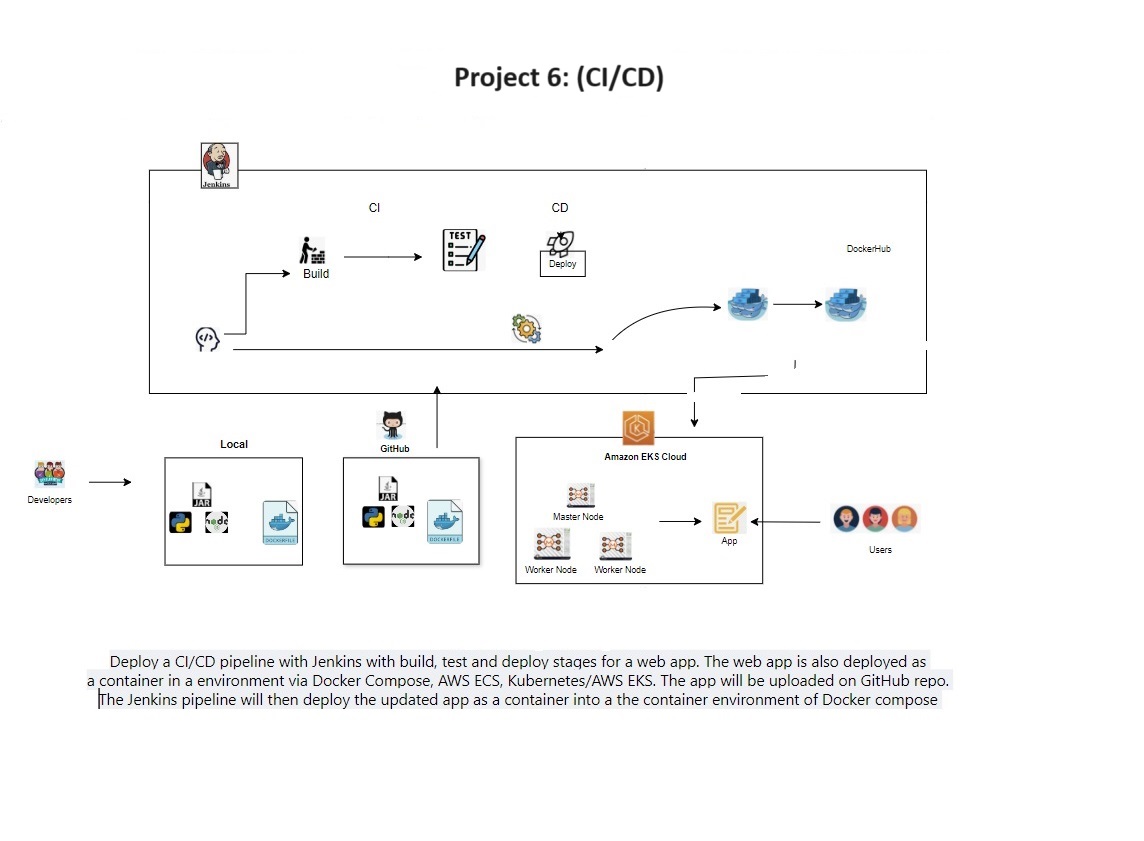 Project 6: (CI/CD)
Jenkins
CI
CD
TEST
Build
Deploy
DockerHub
Local
GitHub
Amazon EKS Cloud
Developers
JAR
node
DOCKERFILE
JAR
node
DOCKERFILE
Master Node
Worker Node
Worker Node
App
Users
Deploy a CI/CD pipeline with Jenkins with build, test and deploy stages for a web app. The web app is also deployed as
a container in a environment via Docker Compose, AWS ECS, Kubernetes/AWS EKS. The app will be uploaded on GitHub repo.
The Jenkins pipeline will then deploy the updated app as a container into a the container environment of Docker compose